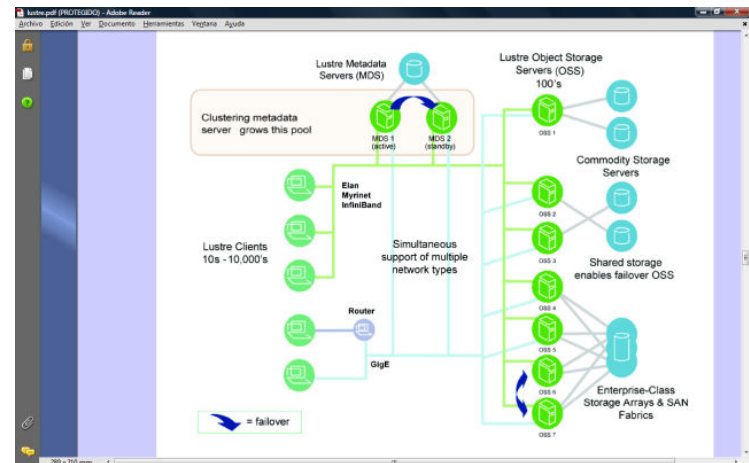 lustre.pdf (PROTEGIDO) - Adobe Reader
Archivo Edición Ver Documento Herramientas Ventana Ayuda
Lustre Metadata
Servers (MDS)
Clustering metadata
server grows this pool
MDS 1
(active)
MDS 2
(standby)
Lustre Object Storage
Servers (OSS)
100's
OSS 1
Commodity Storage
Servers
Elan
Myrinet
InfiniBand
OSS 2
Lustre Clients
10s - 10,000's
Simultaneous
support of multiple
network types
OSS 3
Shared storage
enables failover OSS
OSS 4
Router
OSS 5
GigE
OSS 6
Enterprise-Class
Storage Arrays & SAN
Fabrics
OSS 7
= failover